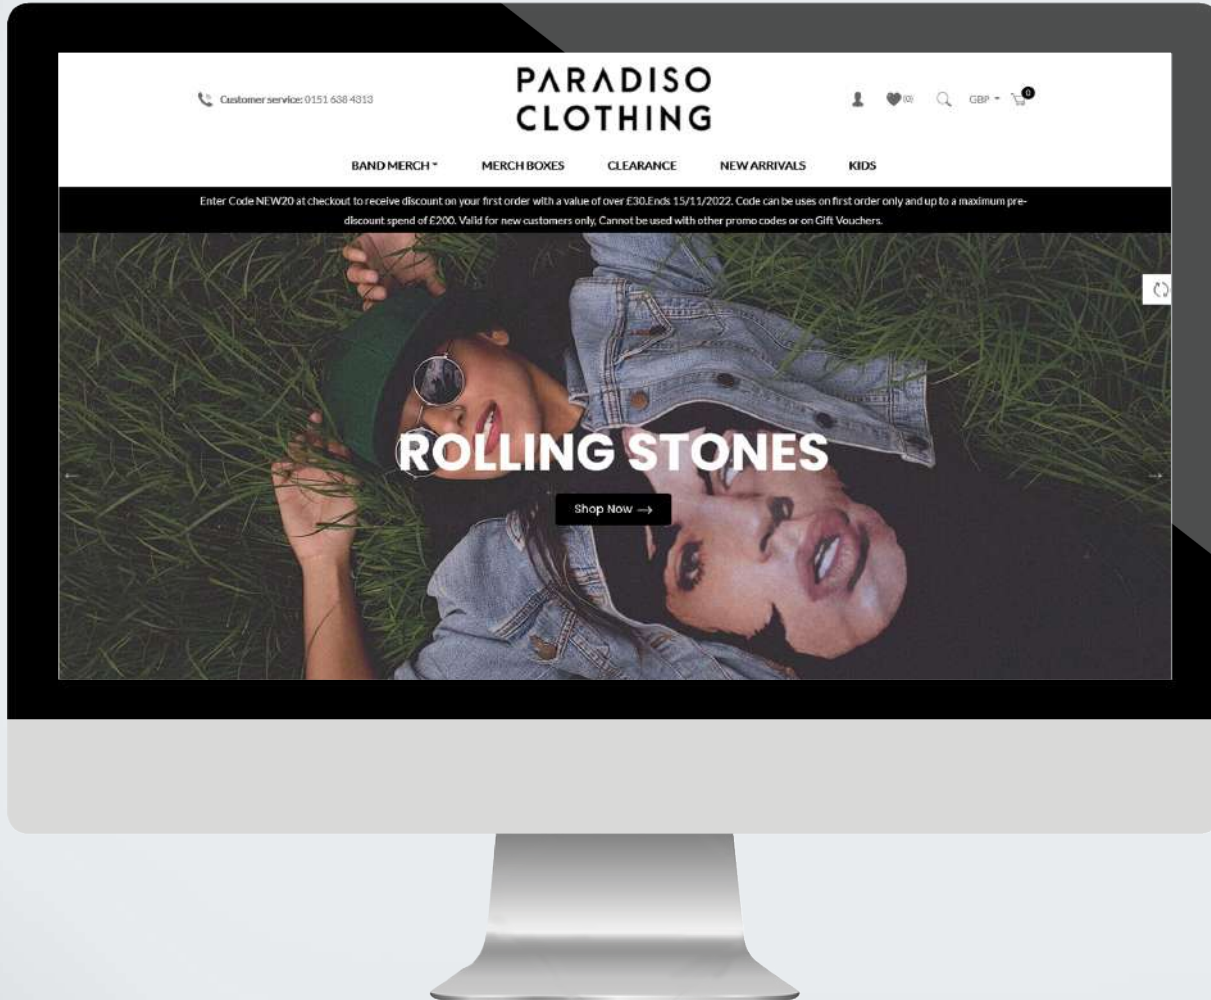 Customer service: 0151 638 4313
PARADISO
CLOTHING
(0)
GBP
0
BAND MERCH
MERCH BOXES
CLEARANCE
NEW ARRIVALS
KIDS
Enter Code NEW20 at checkout to receive discount on your first order with a value of over £30.Ends 15/11/2022. Code can be uses on first order only and up to a maximum pre-
discount spend of £200. Valid for new customers only, Cannot be used with other promo codes or on Gift Vouchers.
ROLLING STONES
Shop Now →